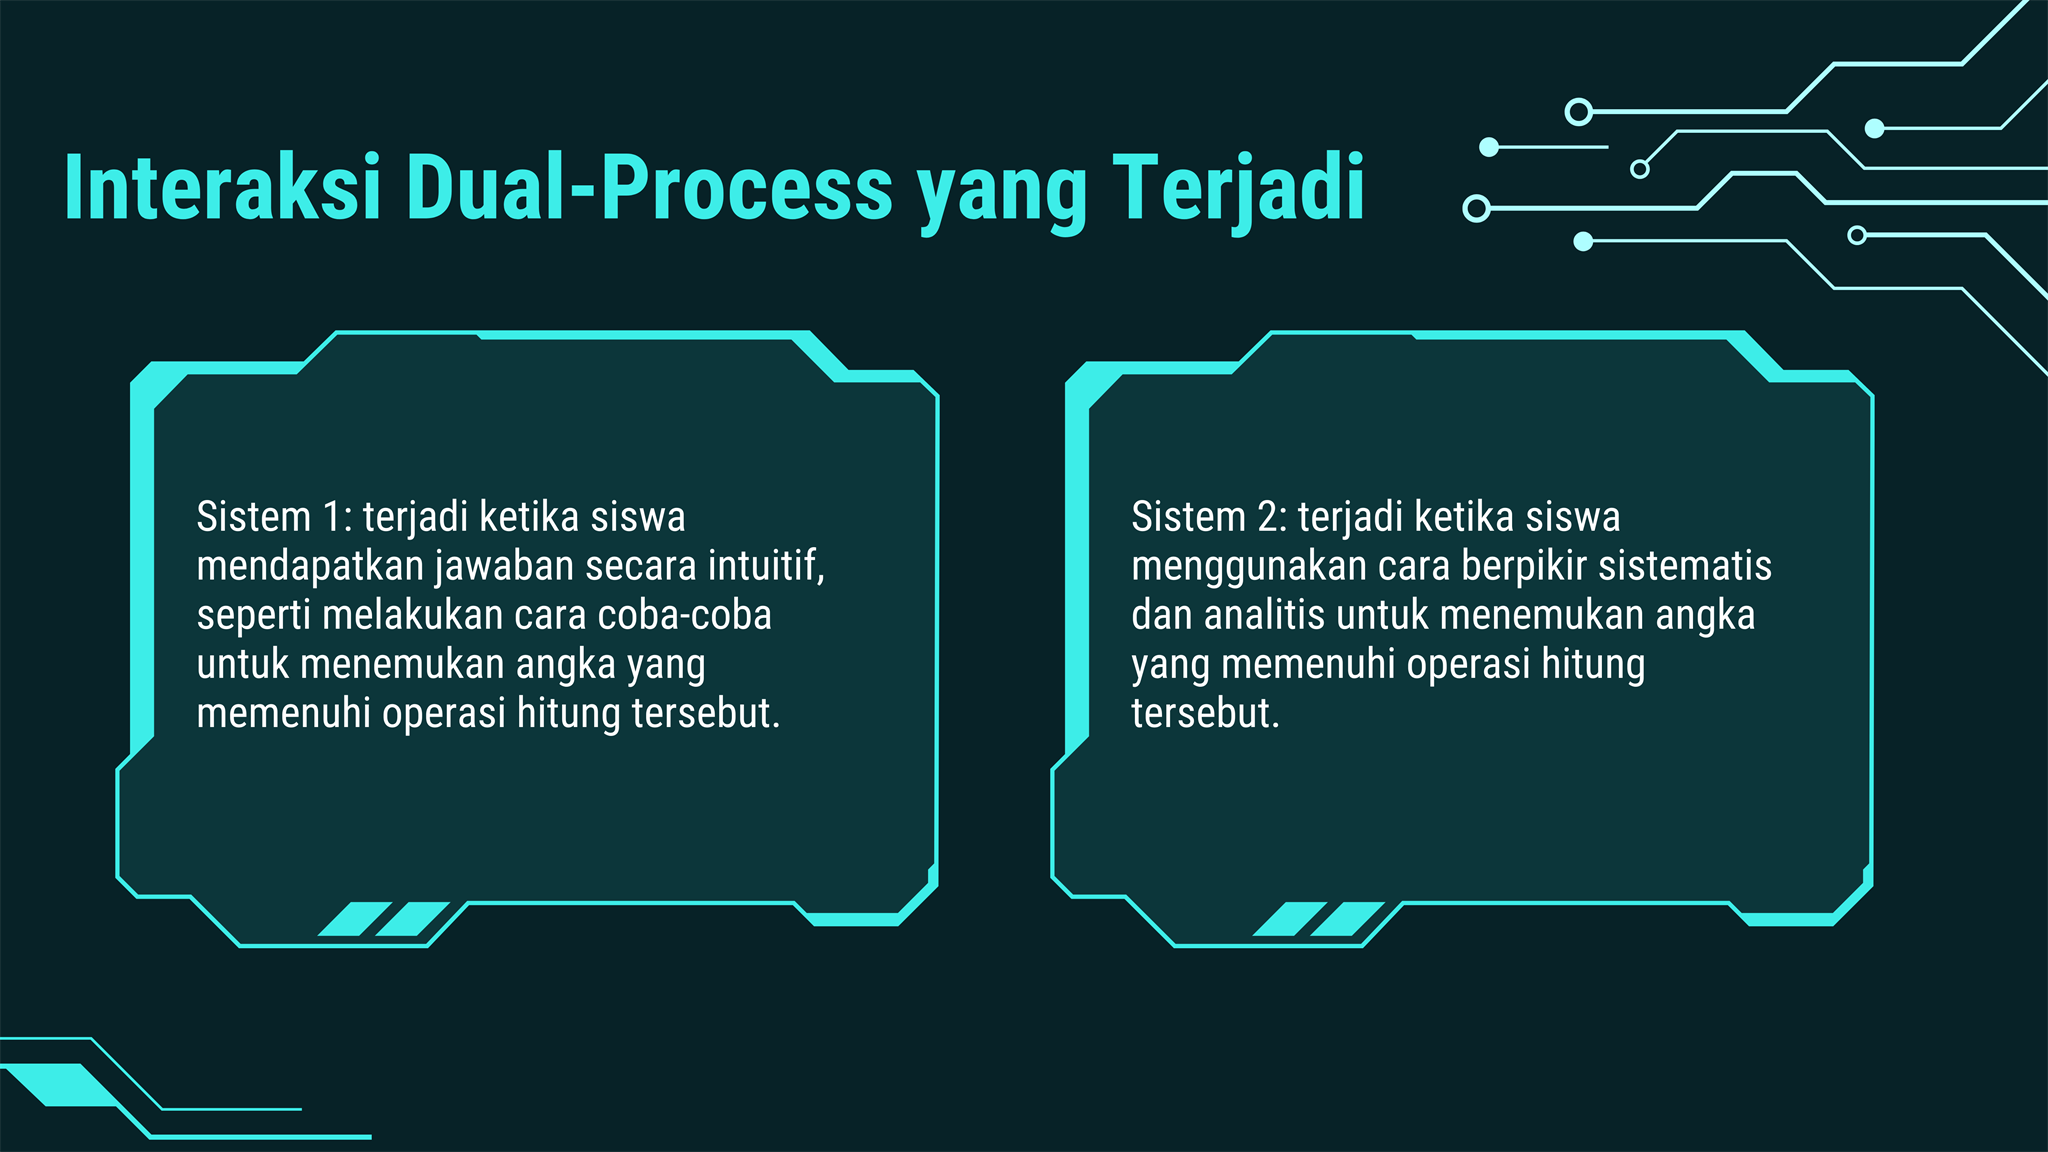 Interaksi Dual-Process yang Terjadi
Sistem 1: terjadi ketika siswa
mendapatkan jawaban secara intuitif,
seperti melakukan cara coba-coba
untuk menemukan angka yang
memenuhi operasi hitung tersebut.
Sistem 2: terjadi ketika siswa
menggunakan cara berpikir sistematis
dan analitis untuk menemukan angka
yang memenuhi operasi hitung
tersebut.